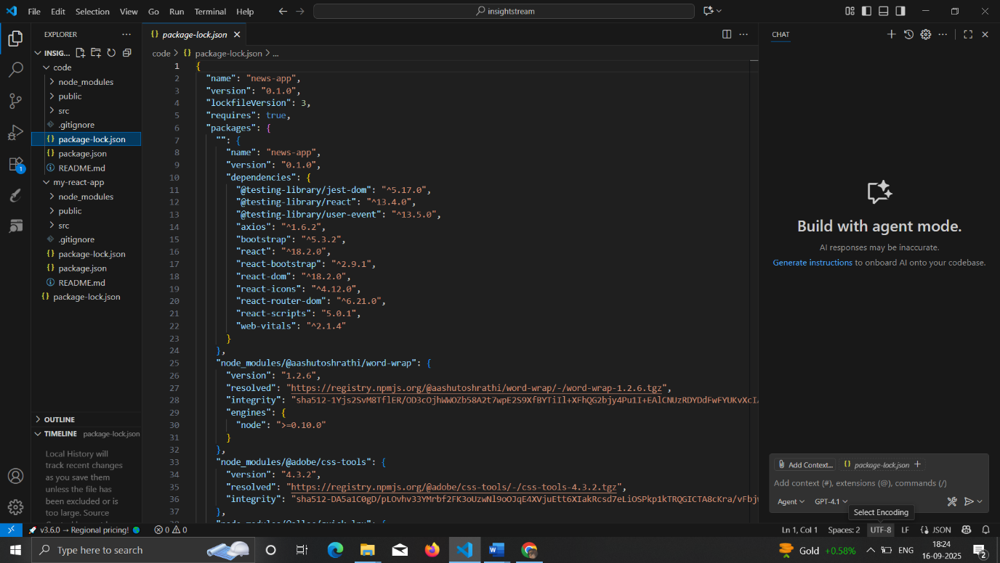 File Edit Selection View Go Run Terminal Help
insightstream
EXPLORER
INSIG...
code
node_modules
public
src
.gitignore
package-lock.json
package.json
README.md
my-react-app
node_modules
public
src
.gitignore
package-lock.json
package.json
README.md
package-lock.json
OUTLINE
TIMELINE package-lock.json
Local History will
track recent changes
as you save them
unless the file has
been excluded or is
too large. Source
{} package-lock.json
code > {} package-lock.json > ...
1 {
2 "name": "news-app",
3 "version": "0.1.0",
4 "lockfileVersion": 3,
5 "requires": true,
6 "packages": {
7 "": {
8 "name": "news-app",
9 "version": "0.1.0",
10 "dependencies": {
11 "@testing-library/jest-dom": "^5.17.0",
12 "@testing-library/react": "^13.4.0",
13 "@testing-library/user-event": "^13.5.0",
14 "axios": "^1.6.2",
15 "bootstrap": "^5.3.2",
16 "react": "^18.2.0",
17 "react-bootstrap": "^2.9.1",
18 "react-dom": "^18.2.0",
19 "react-icons": "^4.12.0",
20 "react-router-dom": "^6.21.0",
21 "react-scripts": "5.0.1",
22 "web-vitals": "^2.1.4"
23 }
24 },
25 "node_modules/@aashutoshrathi/word-wrap": {
26 "version": "1.2.6",
27 "resolved": "https://registry.npmjs.org/@aashutoshrathi/word-wrap/-/word-wrap-1.2.6.tgz",
28 "integrity":
29 "engines": {
30 "node": ">=0.10.0"
31 }
32 },
33 "node_modules/@adobe/css-tools": {
34 "version": "4.3.2",
35 "resolved": "https://registry.npmjs.org/@adobe/css-tools/-/css-tools-4.3.2.tgz",
36 "integrity":
37 },
CHAT
Build with agent mode.
AI responses may be inaccurate.
Generate instructions to onboard AI onto your codebase.
Add Context... {} package-lock.json +
Add context (#), extensions (@), commands (/)
Agent GPT-4.1
Select Encoding
v3.6.0 → Regional pricing! 0 0 Ln 1, Col 1 Spaces: 2 UTF-8 LF {} JSON
Type here to search
Gold +0.58% ENG 18:24
16-09-2025 2